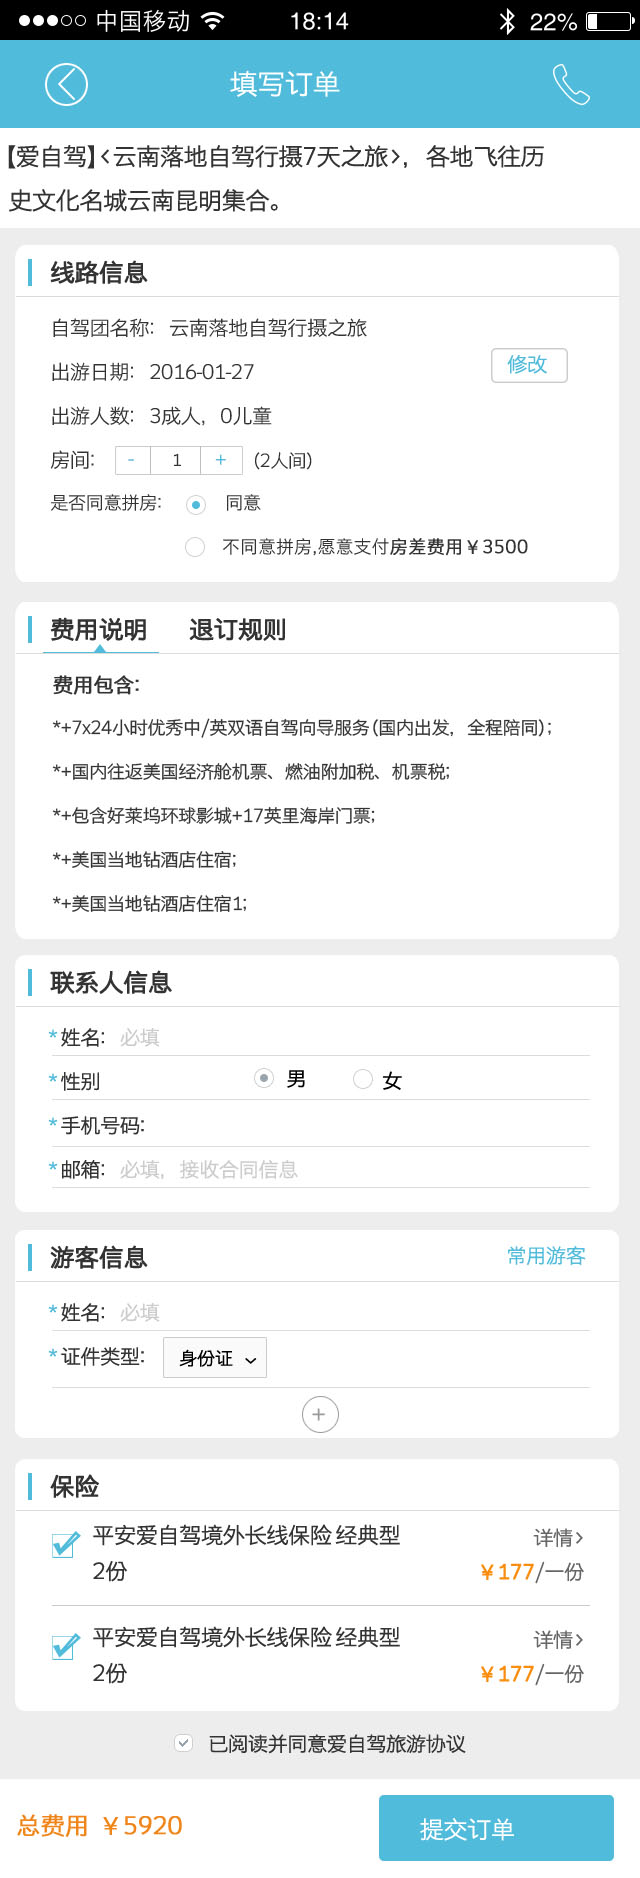 中国移动 18:14 22%
填写订单
【爱自驾】<云南落地自驾行摄7天之旅>，各地飞往历
史文化名城云南昆明集合。
线路信息
自驾团名称: 云南落地自驾行摄之旅
出游日期: 2016-01-27 修改
出游人数: 3成人，0儿童
房间: - 1 + (2人间)
是否同意拼房: 同意
不同意拼房,愿意支付房差费用￥3500
费用说明 退订规则
费用包含:
*+7x24小时优秀中/英双语自驾向导服务(国内出发，全程陪同);
*+国内往返美国经济舱机票、燃油附加税、机票税;
*+包含好莱坞环球影城+17英里海岸门票;
*+美国当地钻酒店住宿;
*+美国当地钻酒店住宿1;
联系人信息
*姓名: 必填
*性别 男 女
*手机号码:
*邮箱: 必填，接收合同信息
游客信息 常用游客
*姓名: 必填
*证件类型: 身份证
+
保险
平安爱自驾境外长线保险 经典型 详情>
2份 ￥177/一份
平安爱自驾境外长线保险 经典型 详情>
2份 ￥177/一份
已阅读并同意爱自驾旅游协议
总费用 ￥5920 提交订单